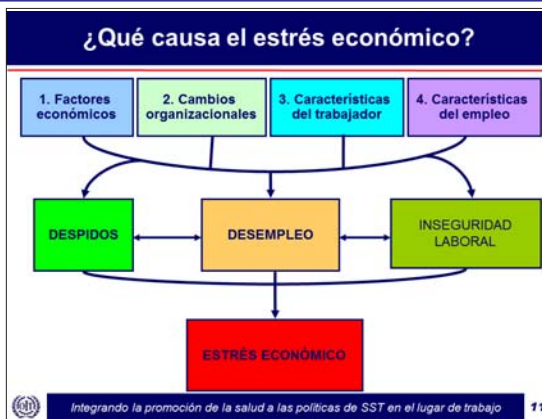 ¿Qué causa el estrés económico?
1. Factores
económicos
2. Cambios
organizacionales
3. Características
del trabajador
4. Características
del empleo
DESPIDOS
DESEMPLEO
INSEGURIDAD
LABORAL
ESTRÉS ECONÓMICO
Integrando la promoción de la salud a las políticas de SST en el lugar de trabajo